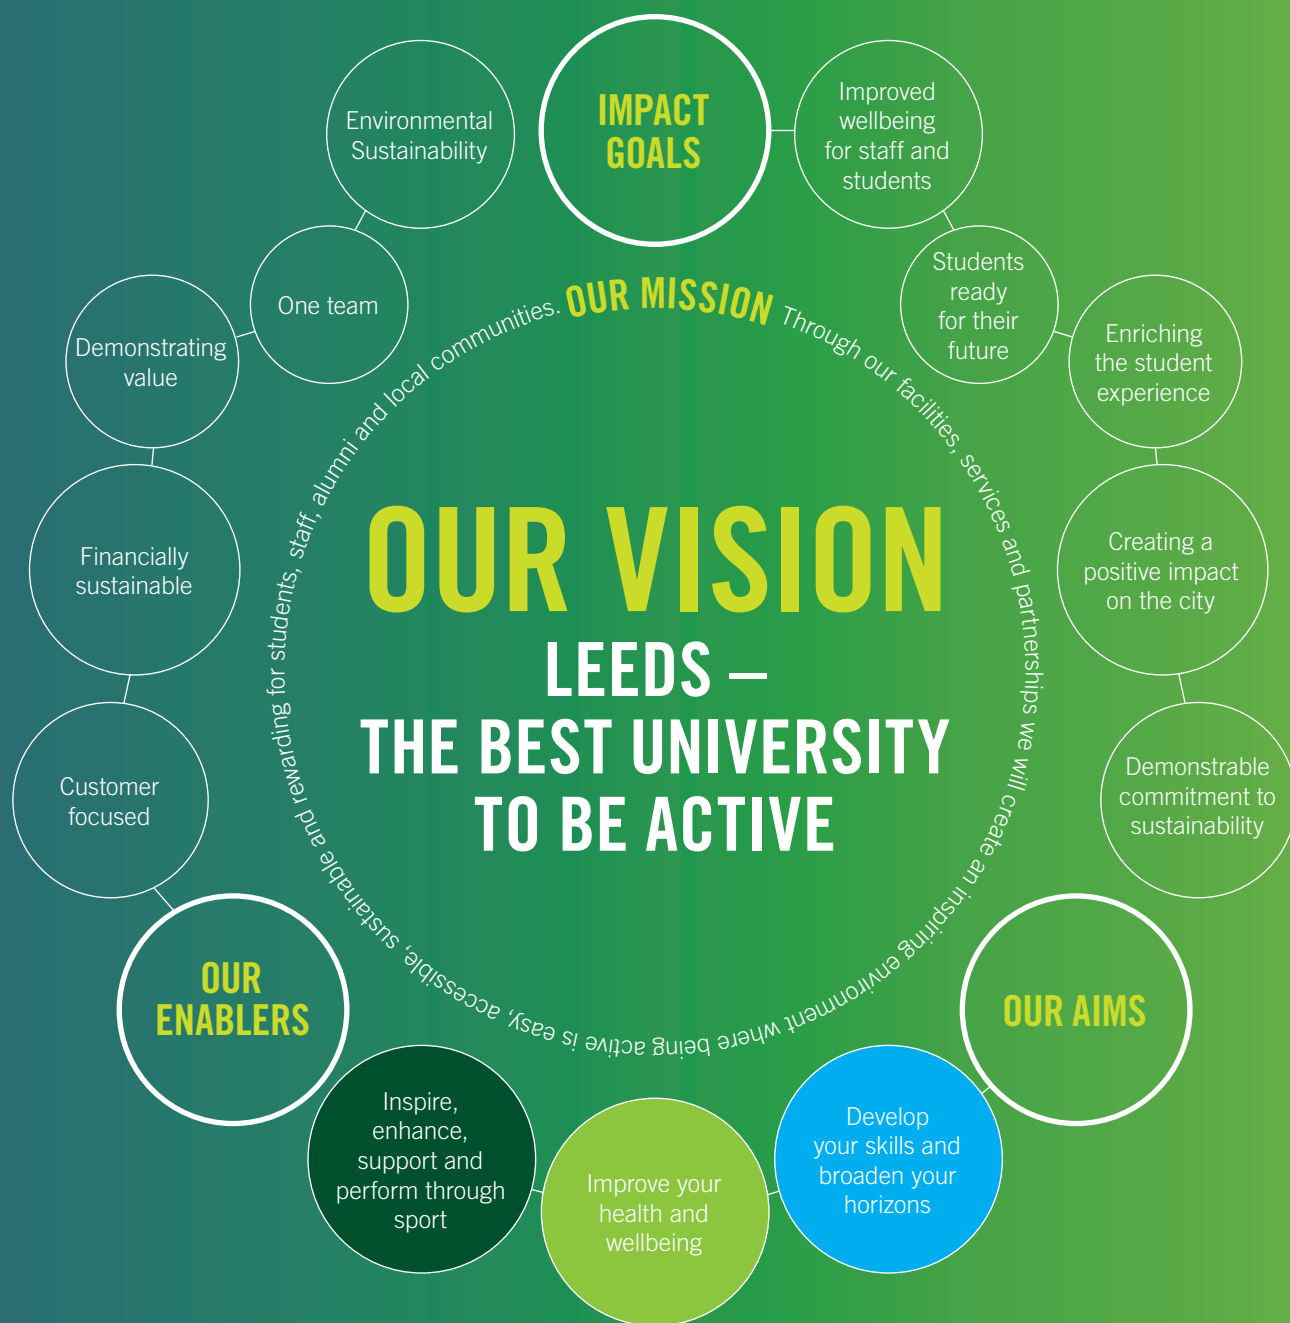 IMPACT
GOALS
Improved
wellbeing
for staff and
students
Students
ready
for their
future
Enriching
the student
experience
Creating a
positive impact
on the city
Demonstrable
commitment to
sustainability
OUR AIMS
Develop
your skills and
broaden your
horizons
Improve your
health and
wellbeing
Inspire,
enhance,
support and
perform through
sport
OUR
ENABLERS
Customer
focused
Financially
sustainable
Demonstrating
value
One team
Environmental
Sustainability
OUR MISSION Through our facilities, services and partnerships we will create an inspiring environment where being active is easy, accessible, sustainable and rewarding for students, staff, alumni and local communities.
OUR VISION
LEEDS –
THE BEST UNIVERSITY
TO BE ACTIVE